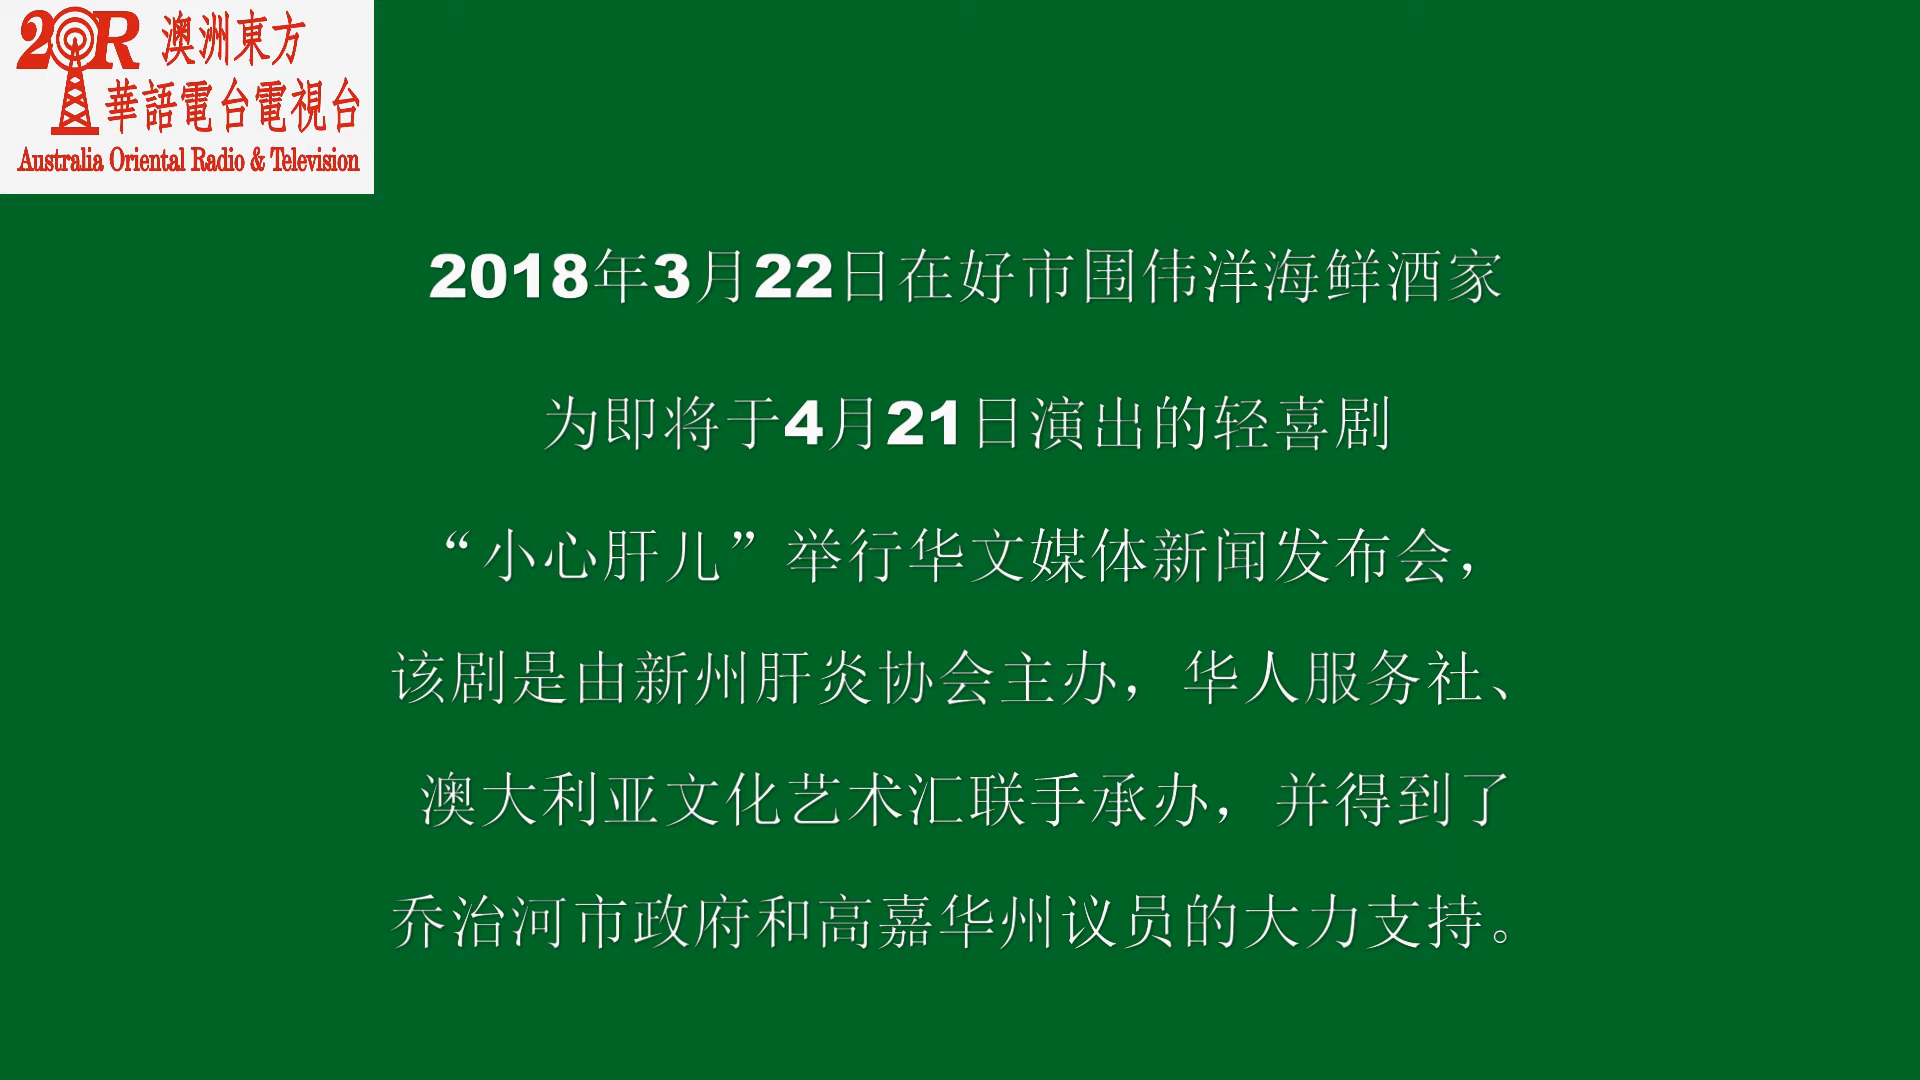 2OR 澳洲東方
華語電台電視台
Australia Oriental Radio & Television
2018年3月22日在好市围伟洋海鲜酒家
为即将于4月21日演出的轻喜剧
“小心肝儿”举行华文媒体新闻发布会，
该剧是由新州肝炎协会主办，华人服务社、
澳大利亚文化艺术汇联手承办，并得到了
乔治河市政府和高嘉华州议员的大力支持。